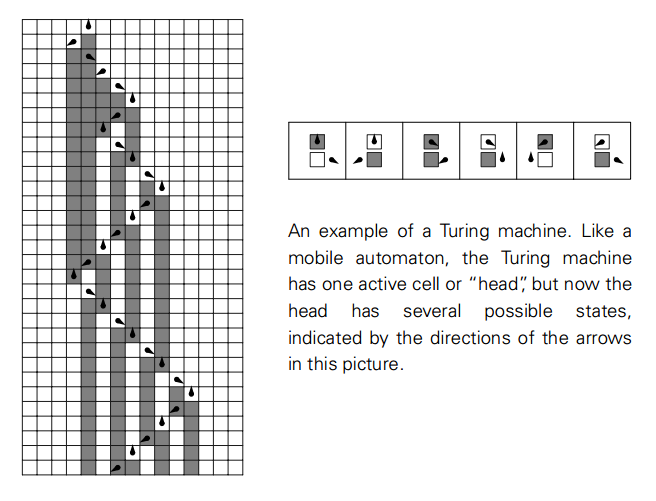 An example of a Turing machine. Like a
mobile automaton, the Turing machine
has one active cell or “head”, but now the
head has several possible states,
indicated by the directions of the arrows
in this picture.